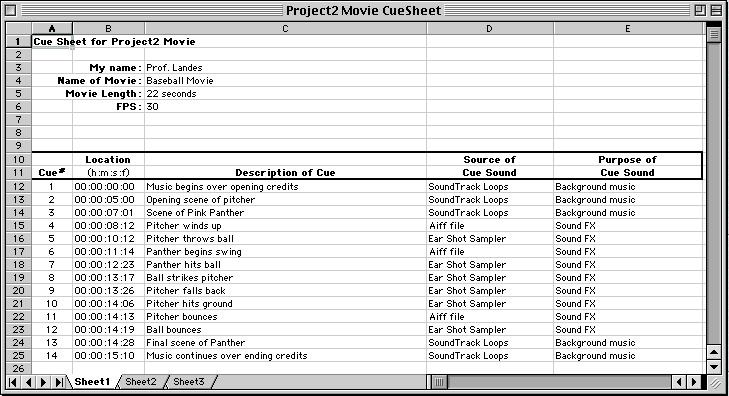 Project2 Movie CueSheet
A B C D E
1 Cue Sheet for Project2 Movie
2
3 My name: Prof. Landes
4 Name of Movie: Baseball Movie
5 Movie Length: 22 seconds
6 FPS: 30
7
8
9
10 Location Source of Purpose of
11 Cue# (h:m:s:f) Description of Cue Cue Sound Cue Sound
12 1 00:00:00:00 Music begins over opening credits SoundTrack Loops Background music
13 2 00:00:05:00 Opening scene of pitcher SoundTrack Loops Background music
14 3 00:00:07:01 Scene of Pink Panther SoundTrack Loops Background music
15 4 00:00:08:12 Pitcher winds up Aiff file Sound FX
16 5 00:00:10:12 Pitcher throws ball Ear Shot Sampler Sound FX
17 6 00:00:11:14 Panther begins swing Aiff file Sound FX
18 7 00:00:12:23 Panther hits ball Ear Shot Sampler Sound FX
19 8 00:00:13:17 Ball strikes pitcher Ear Shot Sampler Sound FX
20 9 00:00:13:26 Pitcher falls back Ear Shot Sampler Sound FX
21 10 00:00:14:06 Pitcher hits ground Ear Shot Sampler Sound FX
22 11 00:00:14:13 Pitcher bounces Aiff file Sound FX
23 12 00:00:14:19 Ball bounces Ear Shot Sampler Sound FX
24 13 00:00:14:28 Final scene of Panther SoundTrack Loops Background music
25 14 00:00:15:10 Music continues over ending credits SoundTrack Loops Background music
26
Sheet1 Sheet2 Sheet3